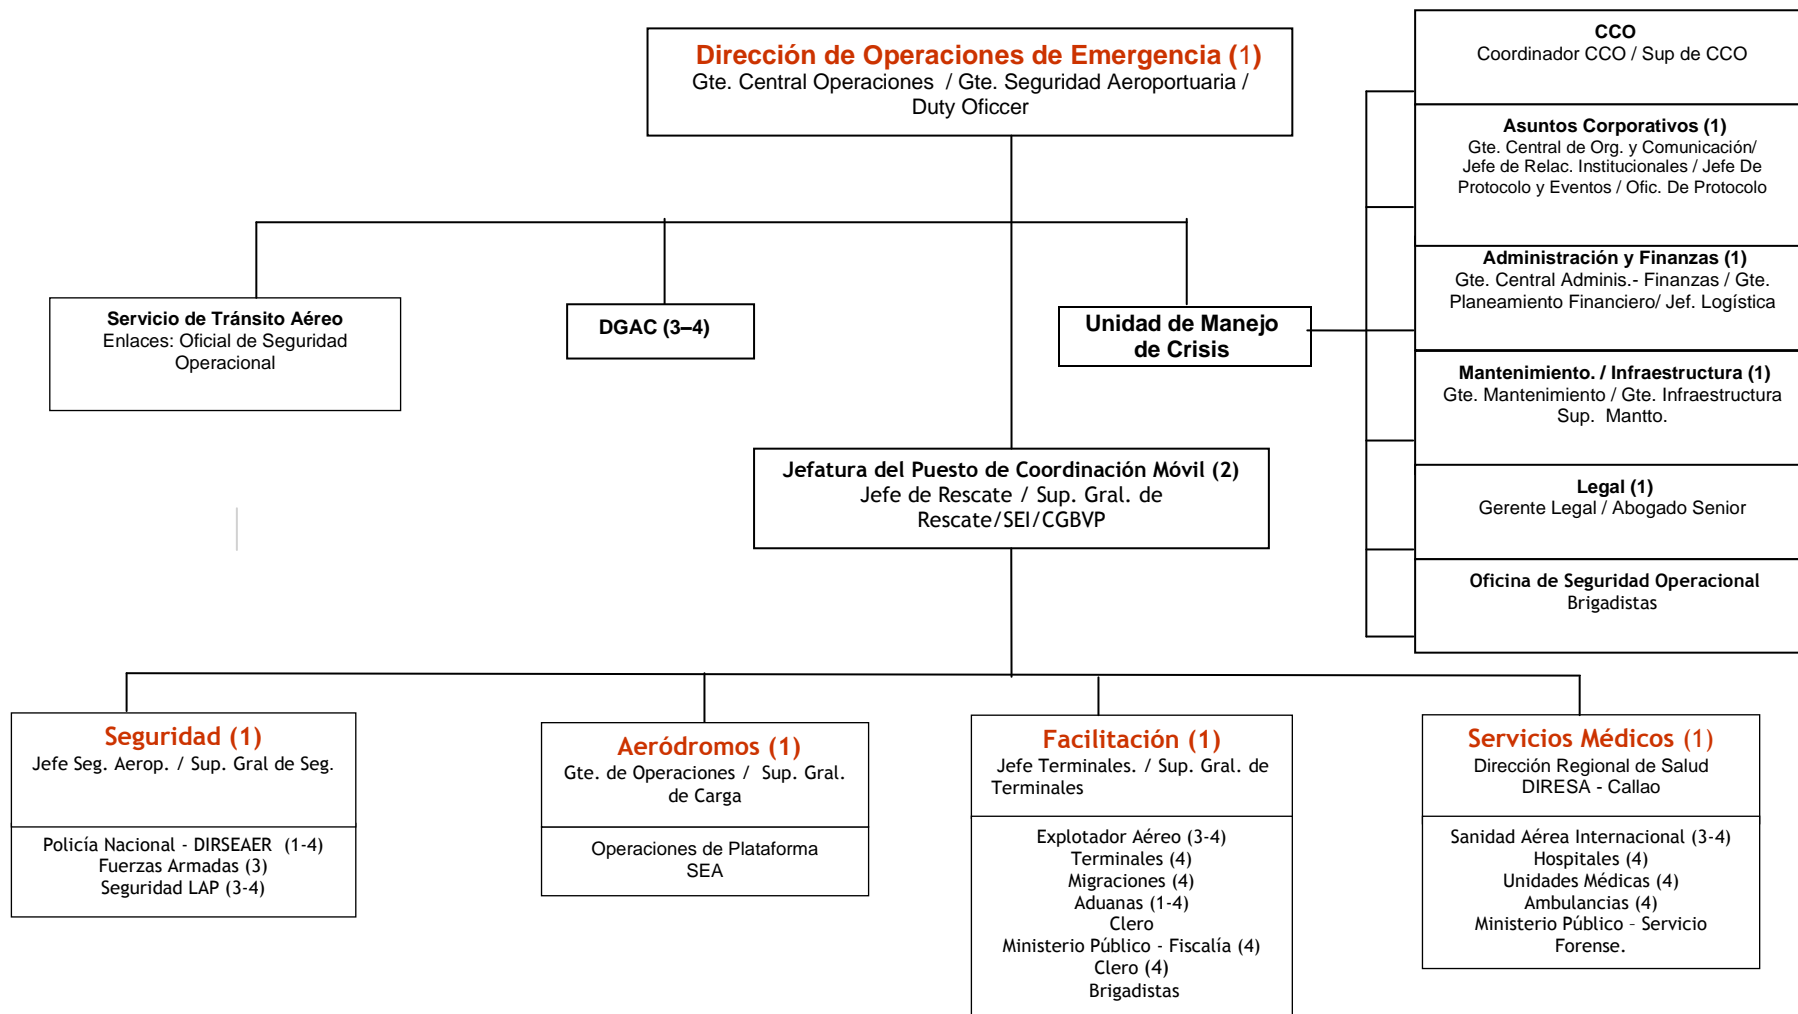 Dirección de Operaciones de Emergencia (1)
Gte. Central Operaciones / Gte. Seguridad Aeroportuaria /
Duty Oficcer
CCO
Coordinador CCO / Sup de CCO
Asuntos Corporativos (1)
Gte. Central de Org. y Comunicación/
Jefe de Relac. Institucionales / Jefe De
Protocolo y Eventos / Ofic. De Protocolo
Administración y Finanzas (1)
Gte. Central Adminis.- Finanzas / Gte.
Planeamiento Financiero/ Jef. Logística
Mantenimiento. / Infraestructura (1)
Gte. Mantenimiento / Gte. Infraestructura
Sup. Mantto.
Legal (1)
Gerente Legal / Abogado Senior
Oficina de Seguridad Operacional
Brigadistas
Servicio de Tránsito Aéreo
Enlaces: Oficial de Seguridad
Operacional
DGAC (3–4)
Unidad de Manejo
de Crisis
Jefatura del Puesto de Coordinación Móvil (2)
Jefe de Rescate / Sup. Gral. de
Rescate/SEI/CGBVP
Seguridad (1)
Jefe Seg. Aerop. / Sup. Gral de Seg.
Policía Nacional - DIRSEAER (1-4)
Fuerzas Armadas (3)
Seguridad LAP (3-4)
Aeródromos (1)
Gte. de Operaciones / Sup. Gral.
de Carga
Operaciones de Plataforma
SEA
Facilitación (1)
Jefe Terminales. / Sup. Gral. de
Terminales
Explotador Aéreo (3-4)
Terminales (4)
Migraciones (4)
Aduanas (1-4)
Clero
Ministerio Público - Fiscalía (4)
Clero (4)
Brigadistas
Servicios Médicos (1)
Dirección Regional de Salud
DIRESA - Callao
Sanidad Aérea Internacional (3-4)
Hospitales (4)
Unidades Médicas (4)
Ambulancias (4)
Ministerio Público – Servicio
Forense.